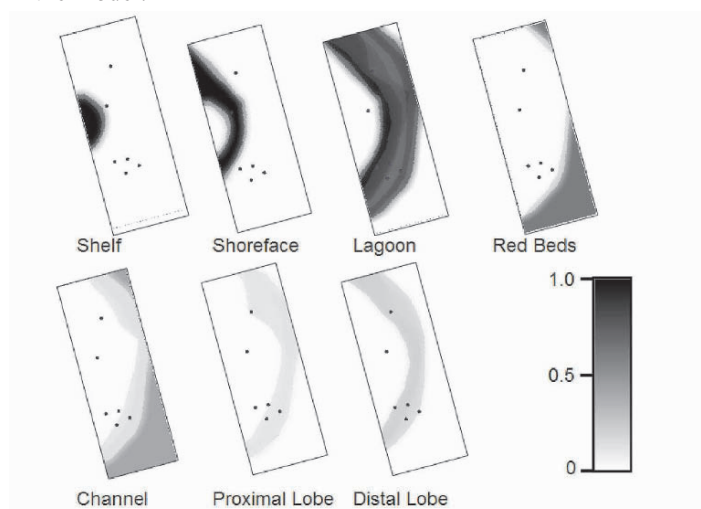 Shelf
Shoreface
Lagoon
Red Beds
1.0
0.5
0
Channel
Proximal Lobe
Distal Lobe